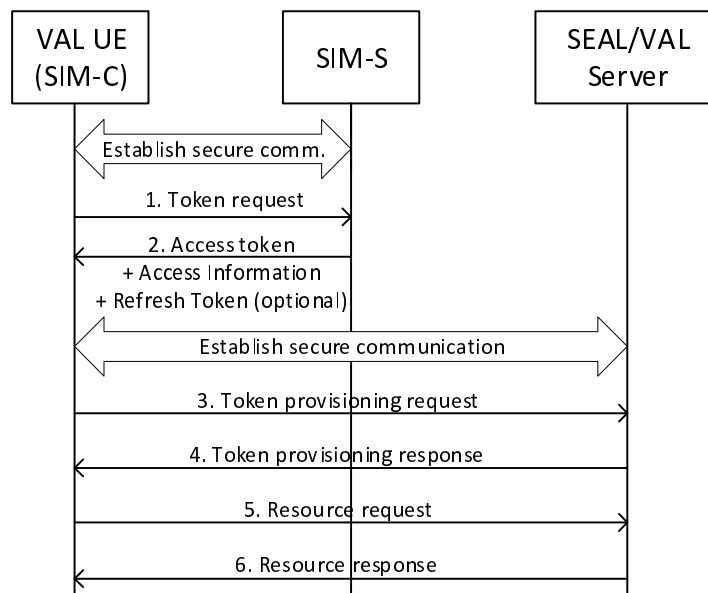 VAL UE
(SIM-C)
SIM-S
SEAL/VAL
Server
Establish secure comm.
1. Token request
2. Access token
+ Access Information
+ Refresh Token (optional)
Establish secure communication
3. Token provisioning request
4. Token provisioning response
5. Resource request
6. Resource response